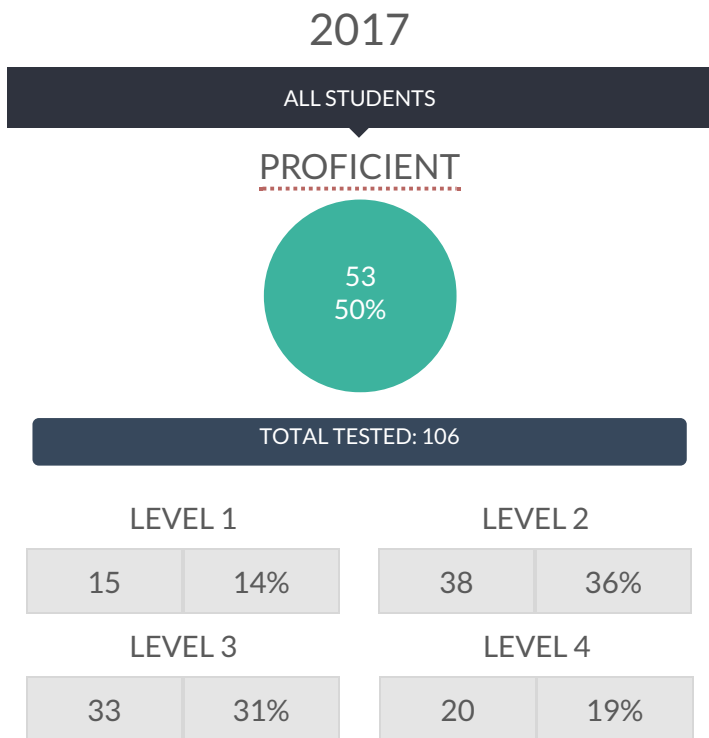 2017
ALL STUDENTS
PROFICIENT
53
50%
TOTAL TESTED: 106
LEVEL 1 LEVEL 2
15 14% 38 36%
LEVEL 3 LEVEL 4
33 31% 20 19%